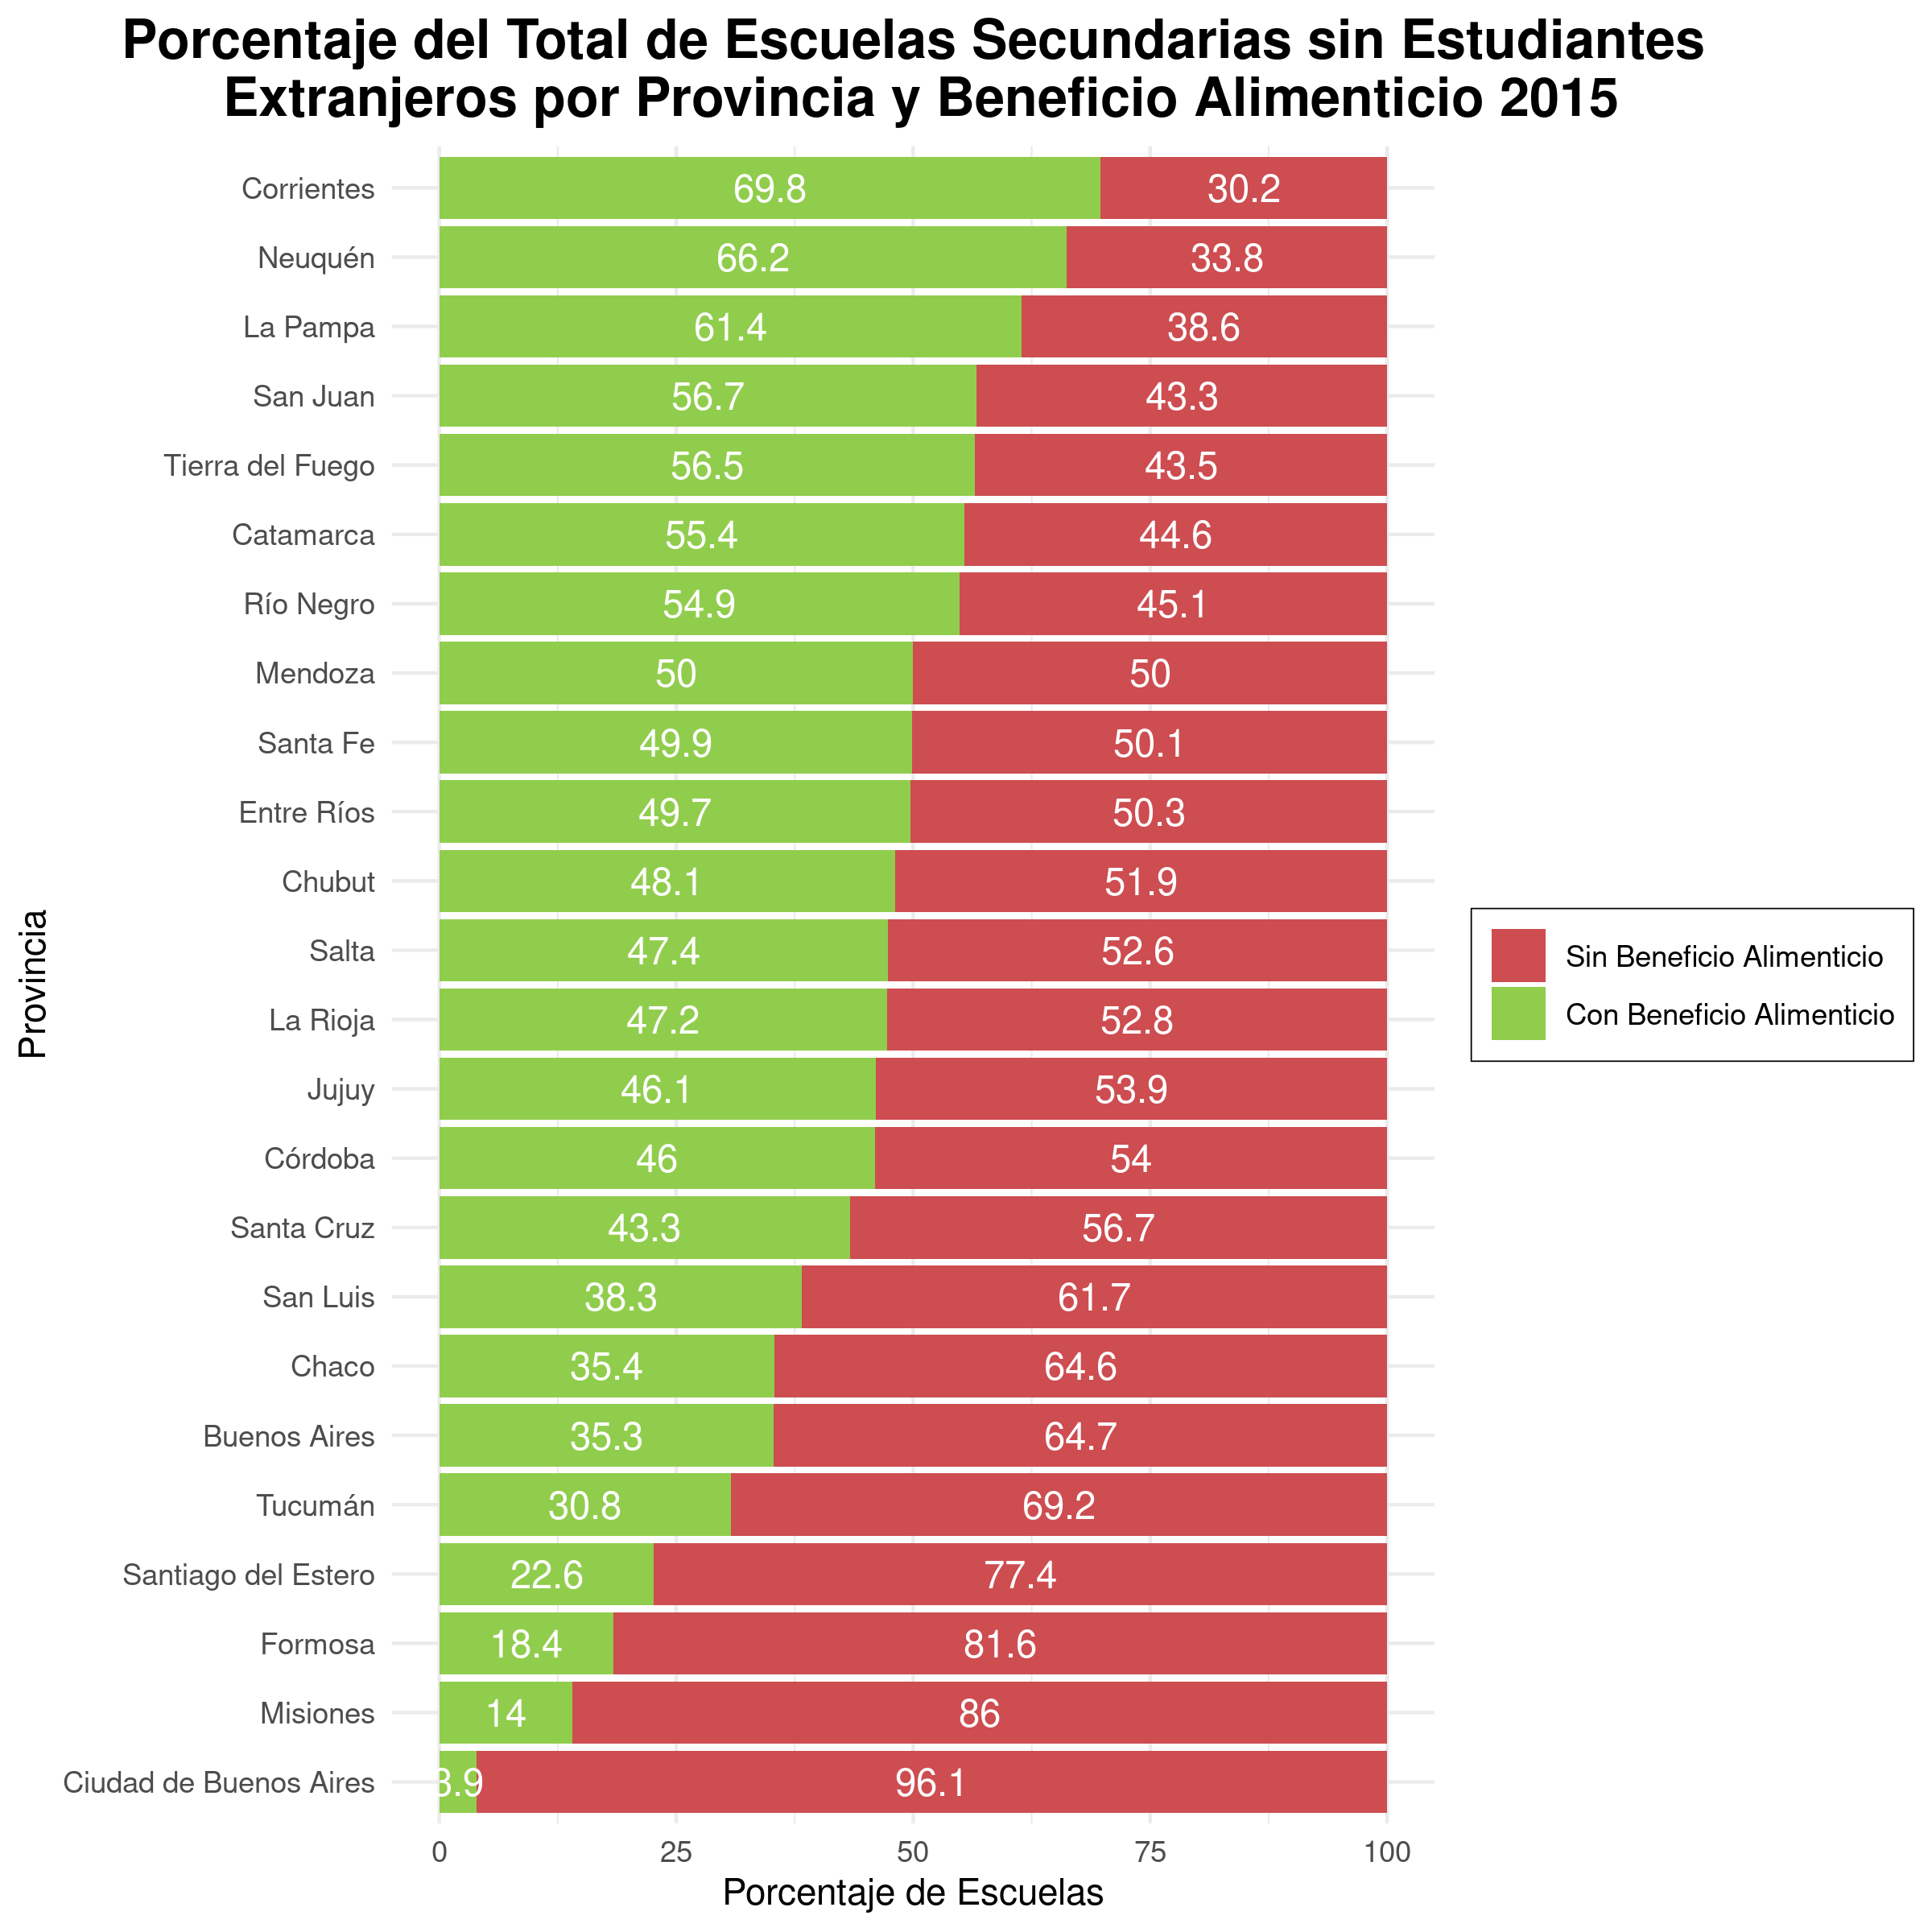 Porcentaje del Total de Escuelas Secundarias sin Estudiantes
Extranjeros por Provincia y Beneficio Alimenticio 2015
Corrientes 69.8 30.2
Neuquén 66.2 33.8
La Pampa 61.4 38.6
San Juan 56.7 43.3
Tierra del Fuego 56.5 43.5
Catamarca 55.4 44.6
Río Negro 54.9 45.1
Mendoza 50 50
Santa Fe 49.9 50.1
Entre Ríos 49.7 50.3
Chubut 48.1 51.9
Salta 47.4 52.6
La Rioja 47.2 52.8
Jujuy 46.1 53.9
Córdoba 46 54
Santa Cruz 43.3 56.7
San Luis 38.3 61.7
Chaco 35.4 64.6
Buenos Aires 35.3 64.7
Tucumán 30.8 69.2
Santiago del Estero 22.6 77.4
Formosa 18.4 81.6
Misiones 14 86
Ciudad de Buenos Aires 3.9 96.1
0 25 50 75 100
Porcentaje de Escuelas
Provincia
Sin Beneficio Alimenticio
Con Beneficio Alimenticio